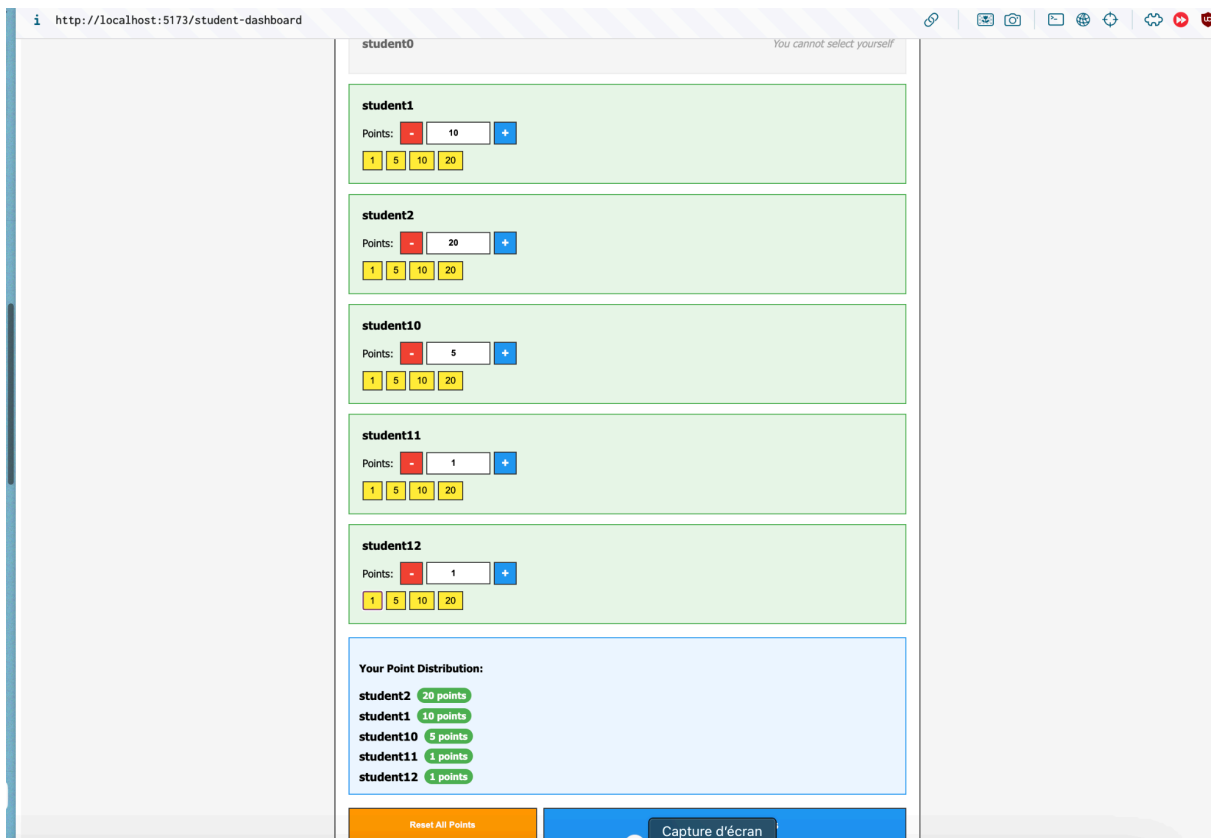 i http://localhost:5173/student-dashboard
student0 You cannot select yourself
student1
Points: - 10 +
1 5 10 20
student2
Points: - 20 +
1 5 10 20
student10
Points: - 5 +
1 5 10 20
student11
Points: - 1 +
1 5 10 20
student12
Points: - 1 +
1 5 10 20
Your Point Distribution:
student2 20 points
student1 10 points
student10 5 points
student11 1 points
student12 1 points
Reset All Points
Capture d'écran